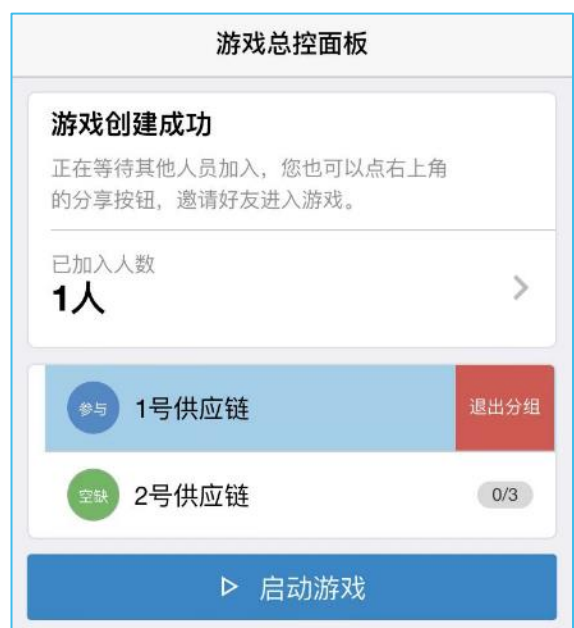 游戏总控面板
游戏创建成功
正在等待其他人员加入，您也可以点右上角
的分享按钮，邀请好友进入游戏。
已加入人数
1人
参与 1号供应链 退出分组
空缺 2号供应链 0/3
启动游戏